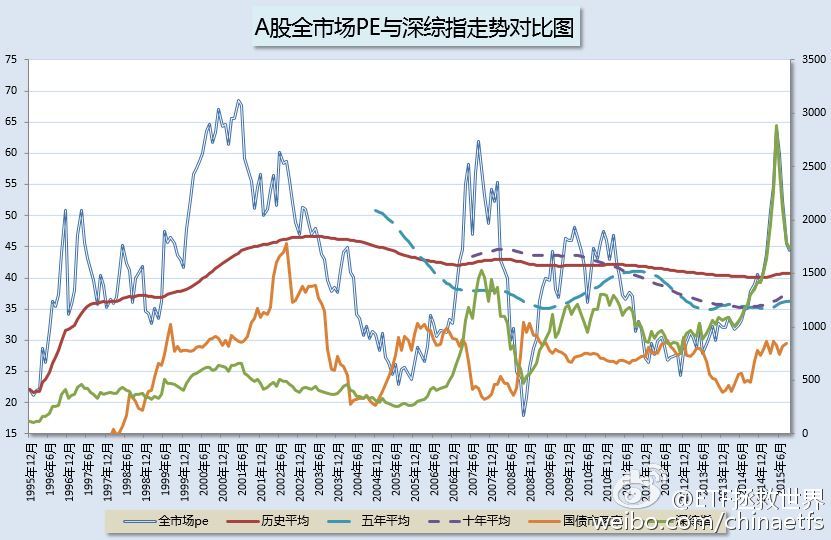 A股全市场PE与深综指走势对比图
75
70
65
60
55
50
45
40
35
30
25
20
15
3500
3000
2500
2000
1500
1000
500
0
1995年12月
1996年6月
1996年12月
1997年6月
1997年12月
1998年6月
1998年12月
1999年6月
1999年12月
2000年6月
2000年12月
2001年6月
2001年12月
2002年6月
2002年12月
2003年6月
2003年12月
2004年6月
2004年12月
2005年6月
2005年12月
2006年6月
2006年12月
2007年6月
2007年12月
2008年6月
2008年12月
2009年6月
2009年12月
2010年6月
2010年12月
2011年6月
2011年12月
2012年6月
2012年12月
2013年6月
2013年12月
2014年6月
2014年12月
2015年6月
全市场pe 历史平均 五年平均 十年平均 国债市 深综指
@ETF拯救世界
weibo.com/chinaetfs